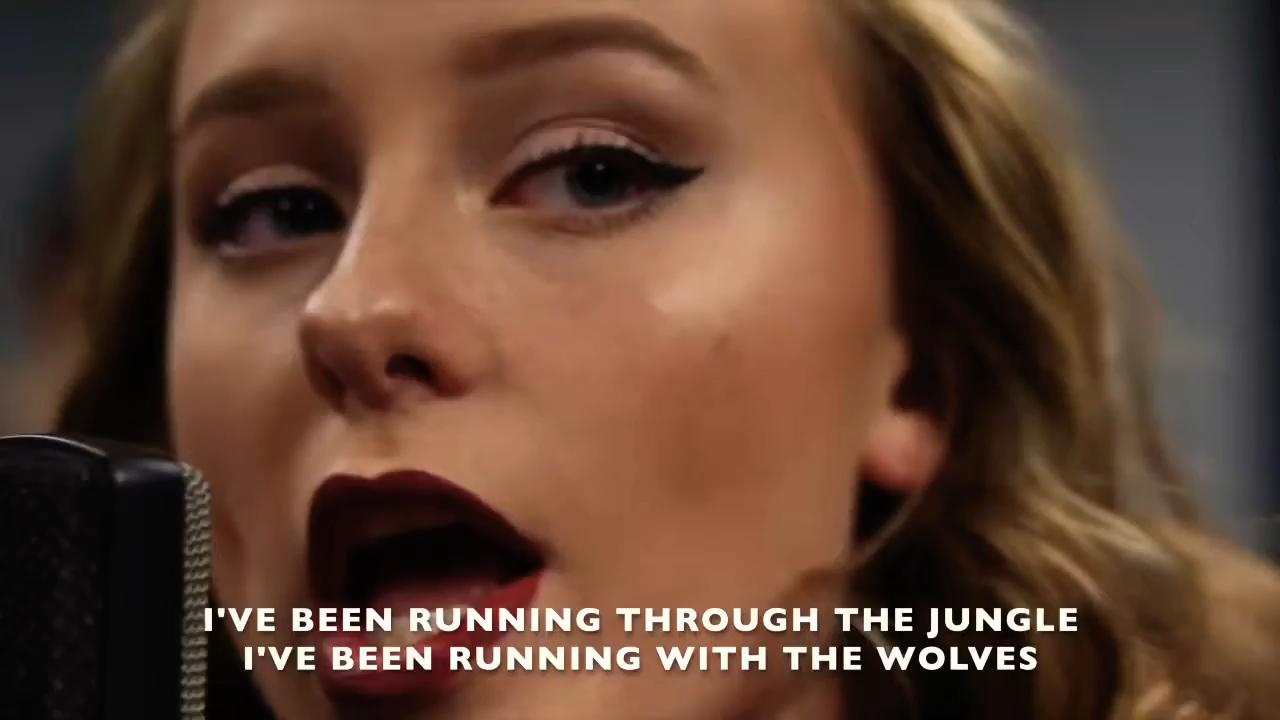 I'VE BEEN RUNNING THROUGH THE JUNGLE
I'VE BEEN RUNNING WITH THE WOLVES